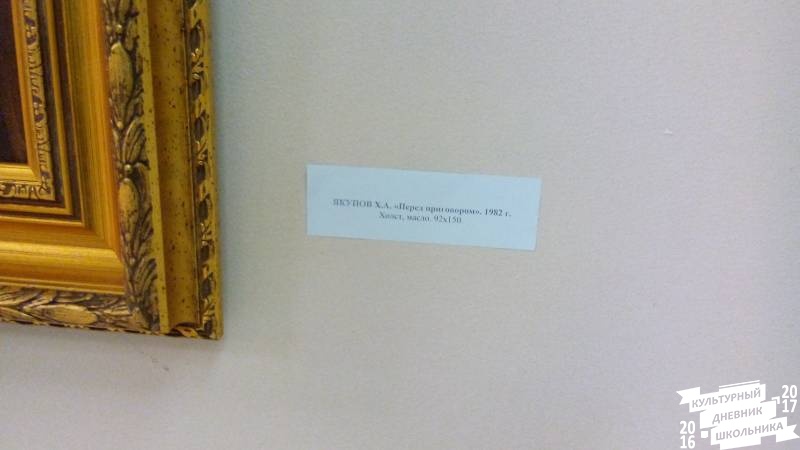 ЯКУПОВ Х.А. «Перед приговором». 1982 г.
Холст, масло. 92х150
КУЛЬТУРНЫЙ
ДНЕВНИК
ШКОЛЬНИКА
2016
2017